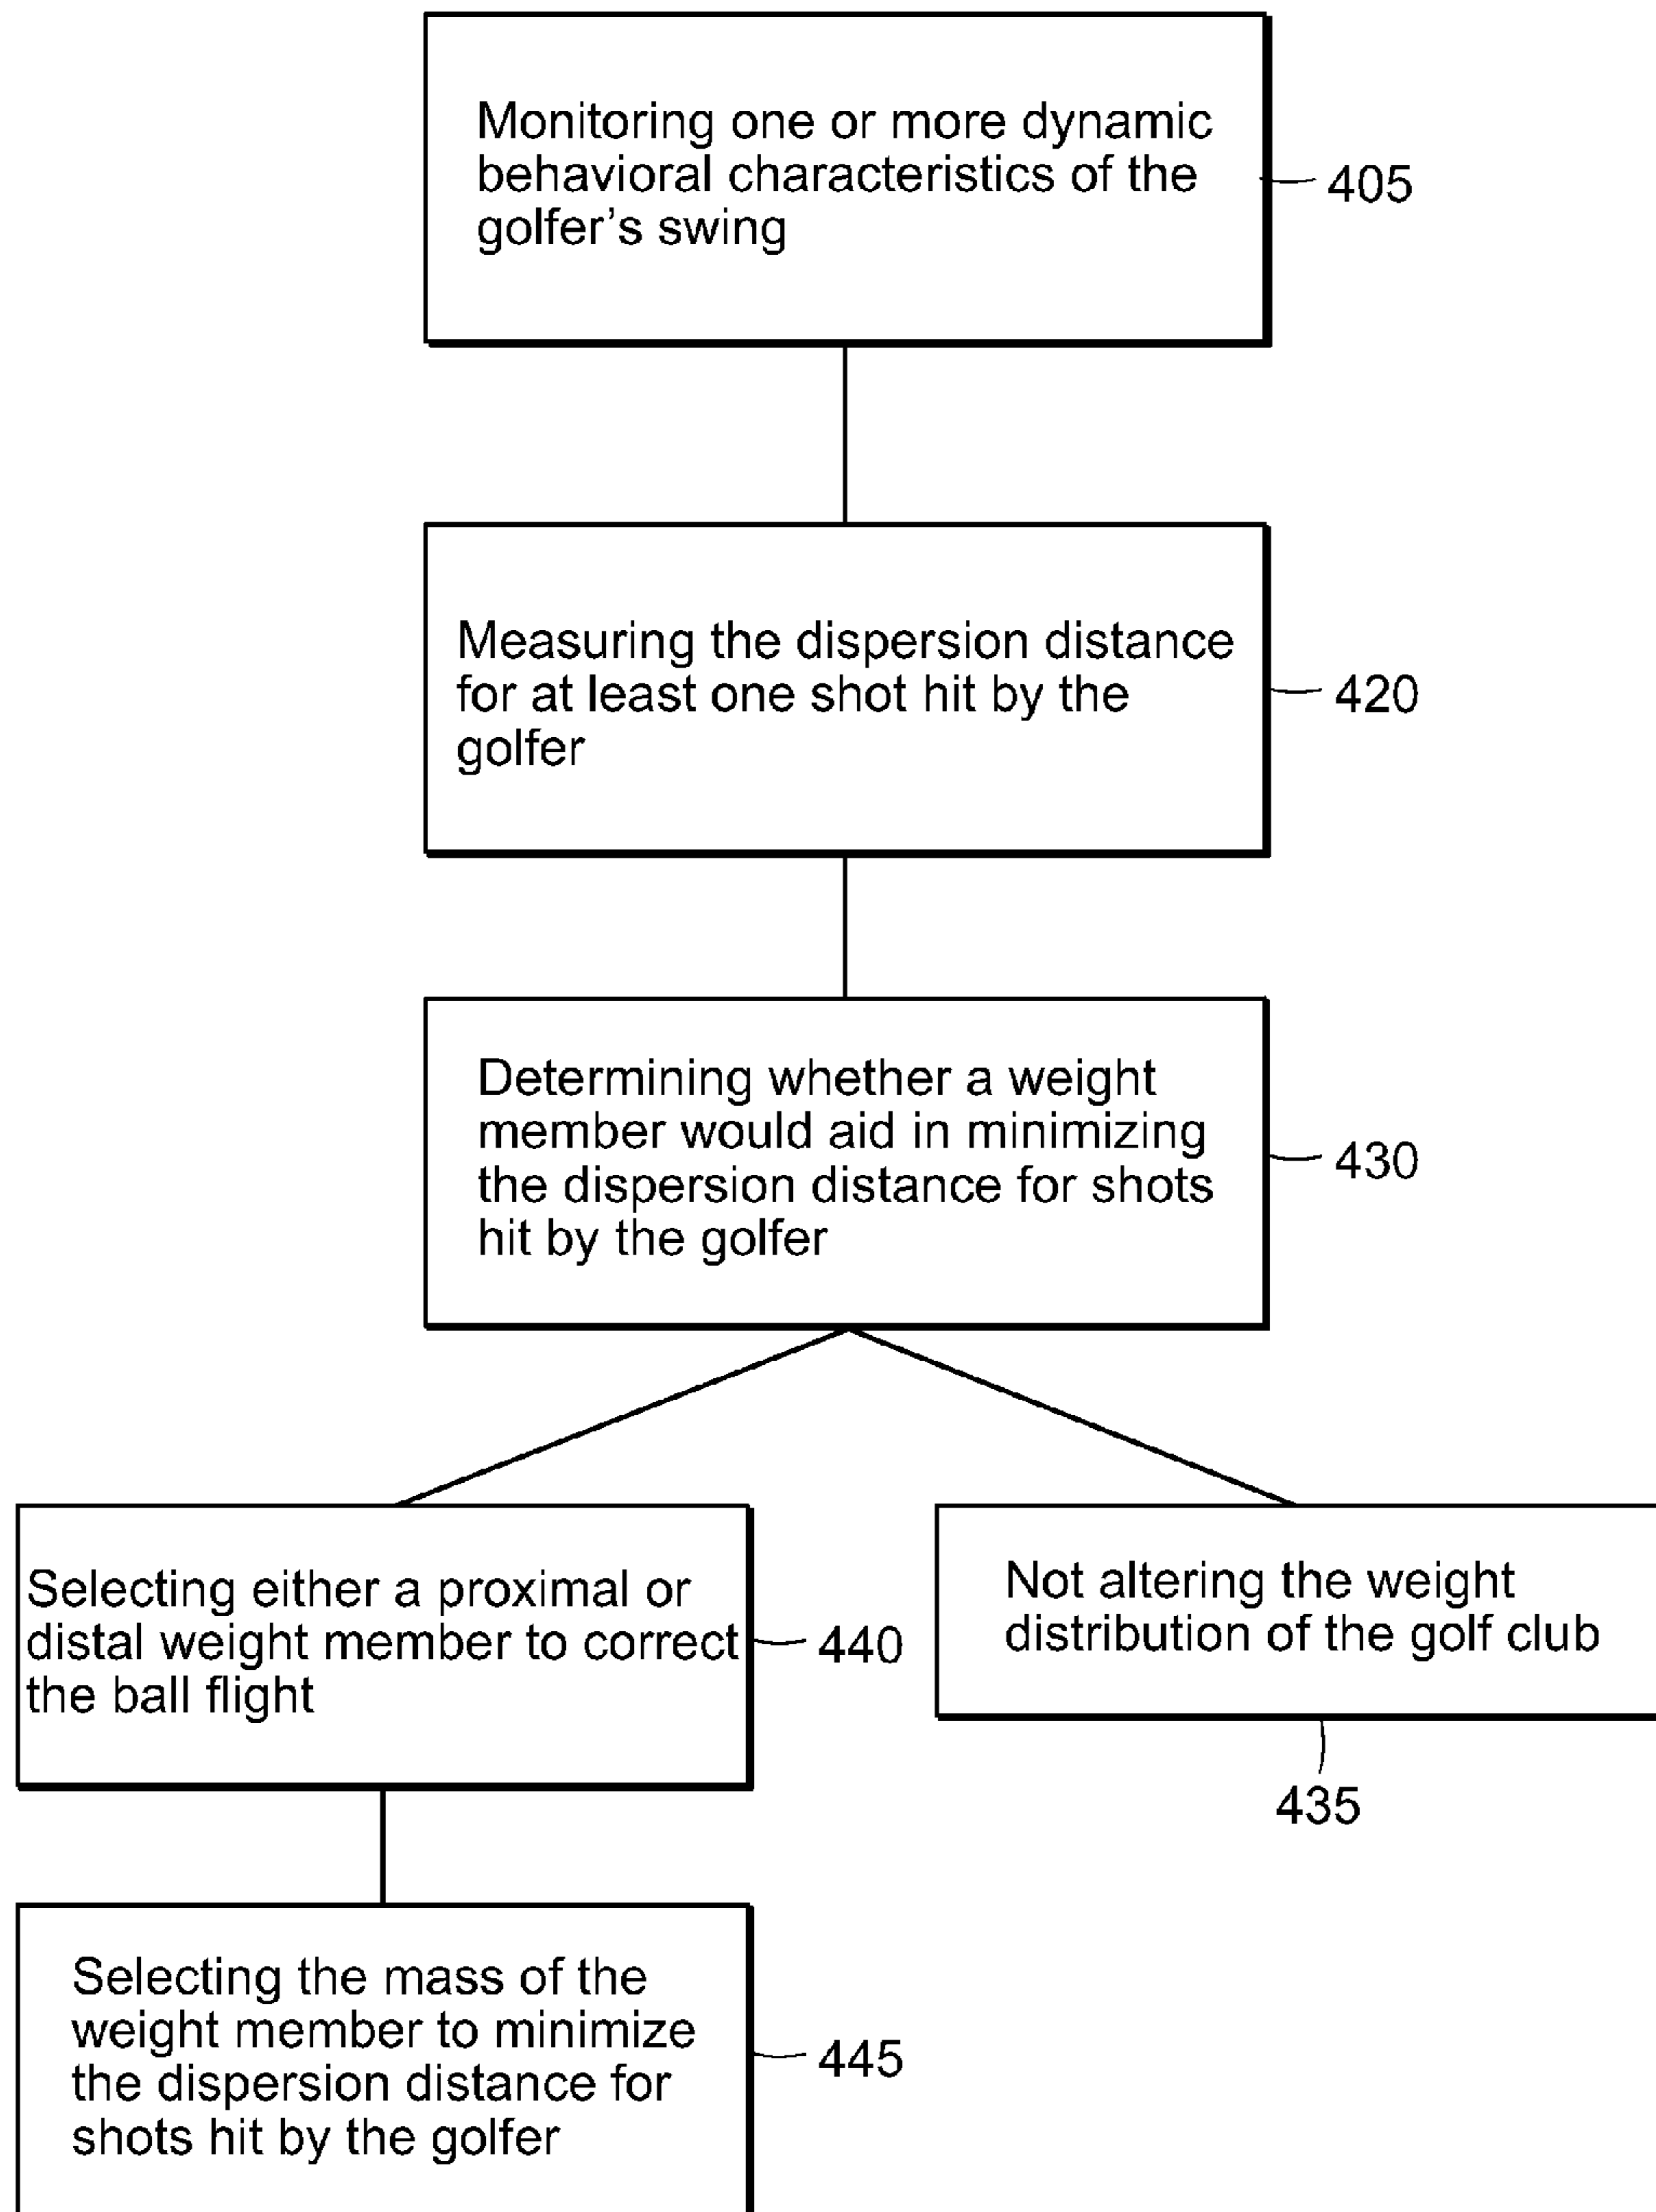 Monitoring one or more dynamic
behavioral characteristics of the
golfer's swing
405
Measuring the dispersion distance
for at least one shot hit by the
golfer
420
Determining whether a weight
member would aid in minimizing
the dispersion distance for shots
hit by the golfer
430
Selecting either a proximal or
distal weight member to correct
the ball flight
440
Not altering the weight
distribution of the golf club
435
Selecting the mass of the
weight member to minimize
the dispersion distance for
shots hit by the golfer
445